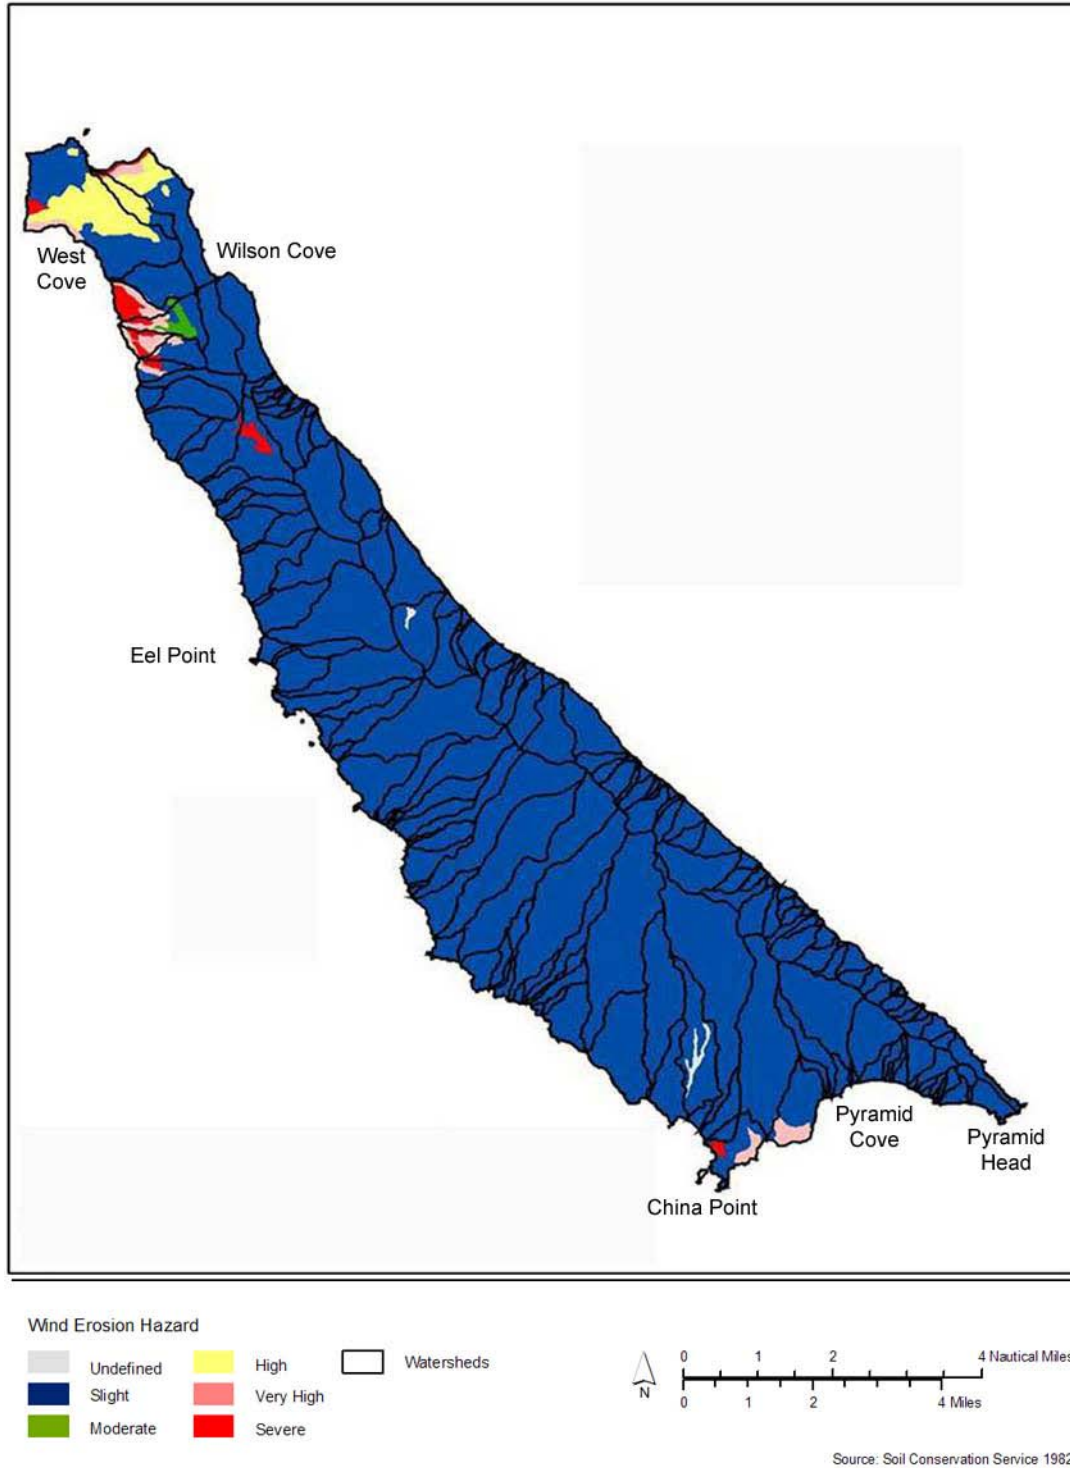 West
Cove
Wilson Cove
Eel Point
Pyramid
Cove
Pyramid
Head
China Point
Wind Erosion Hazard
Undefined
Slight
Moderate
High
Very High
Severe
Watersheds
N
0 1 2 4 Nautical Miles
0 1 2 4 Miles
Source: Soil Conservation Service 1982